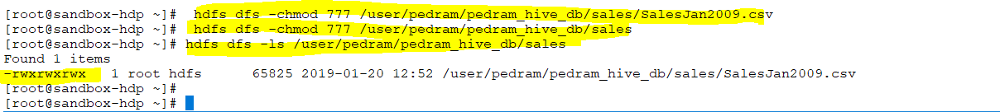 [root@sandbox-hdp ~]#  hdfs dfs -chmod 777 /user/pedram/pedram_hive_db/sales/SalesJan2009.csv
[root@sandbox-hdp ~]#  hdfs dfs -chmod 777 /user/pedram/pedram_hive_db/sales
[root@sandbox-hdp ~]# hdfs dfs -ls /user/pedram/pedram_hive_db/sales
Found 1 items
-rwxrwxrwx   1 root hdfs      65825 2019-01-20 12:52 /user/pedram/pedram_hive_db/sales/SalesJan2009.csv
[root@sandbox-hdp ~]#
[root@sandbox-hdp ~]#